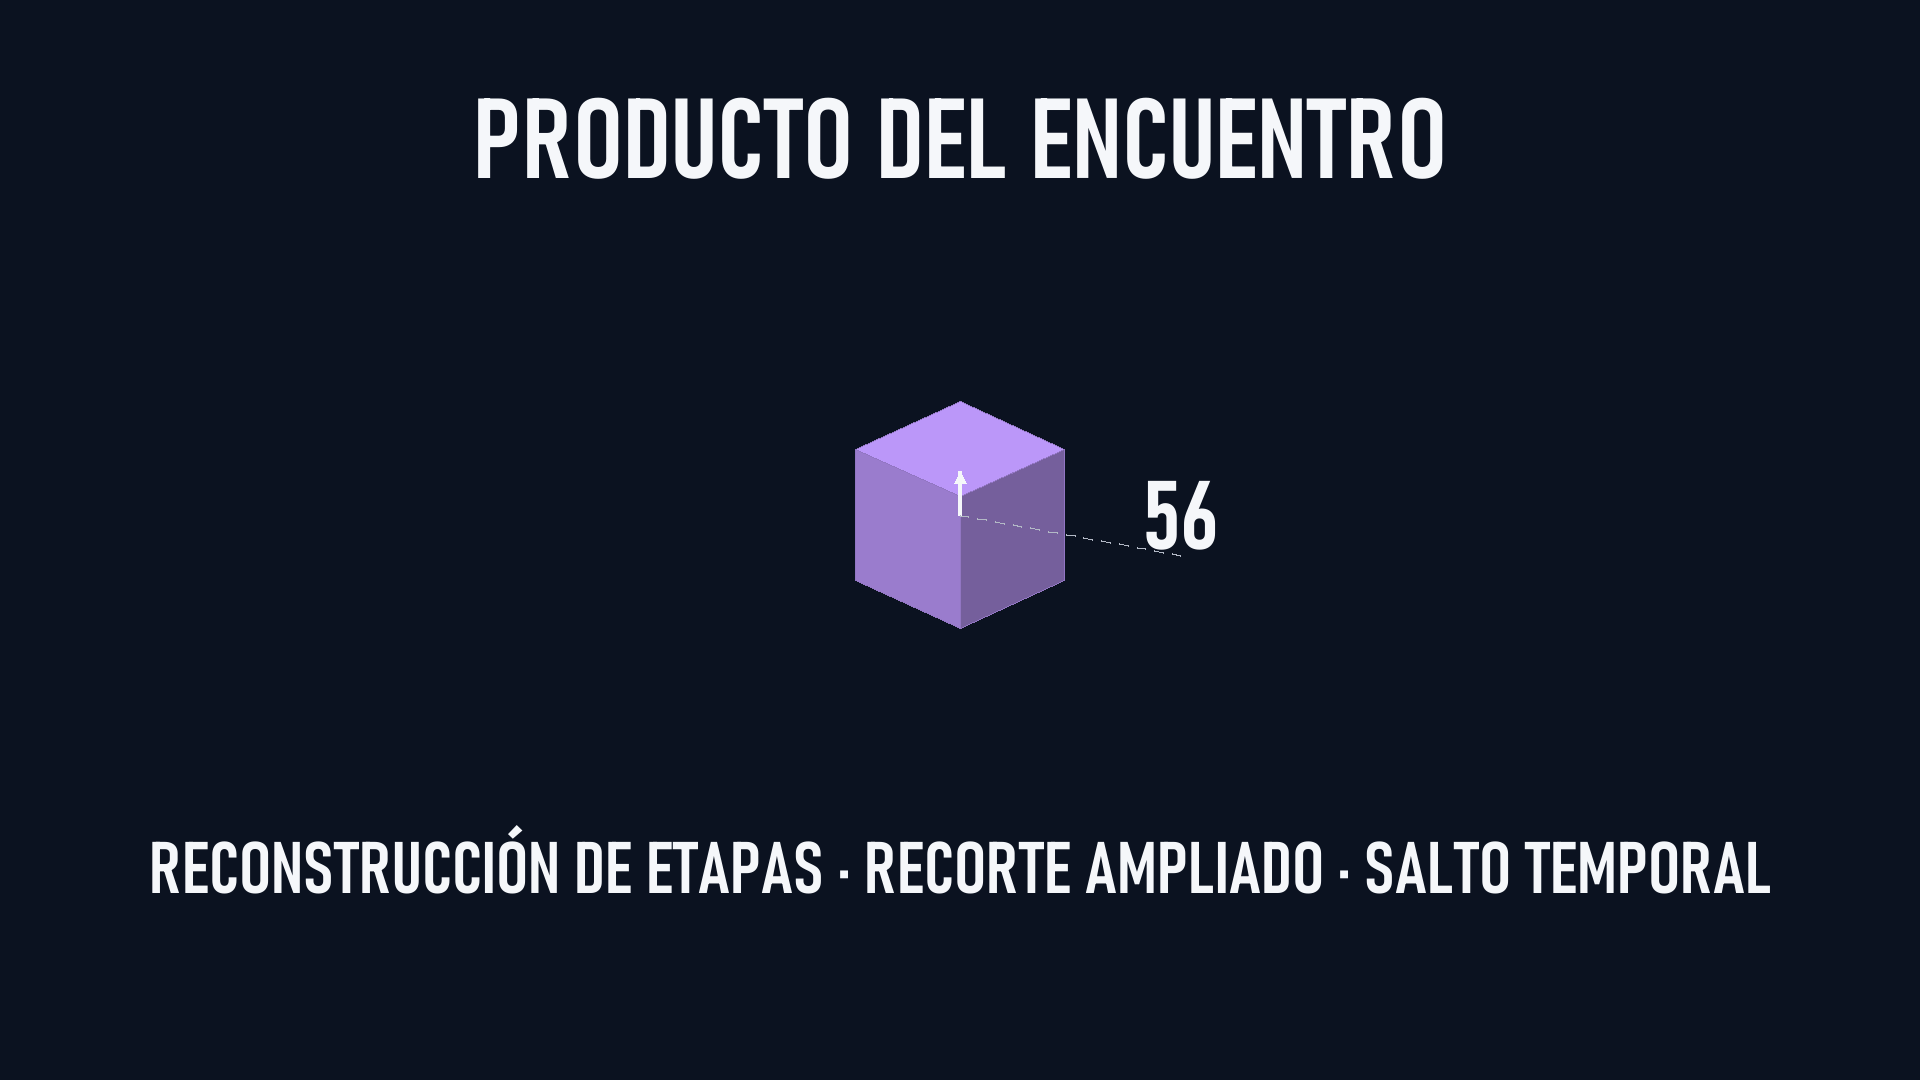 PRODUCTO DEL ENCUENTRO
56
RECONSTRUCCIÓN DE ETAPAS · RECORTE AMPLIADO · SALTO TEMPORAL